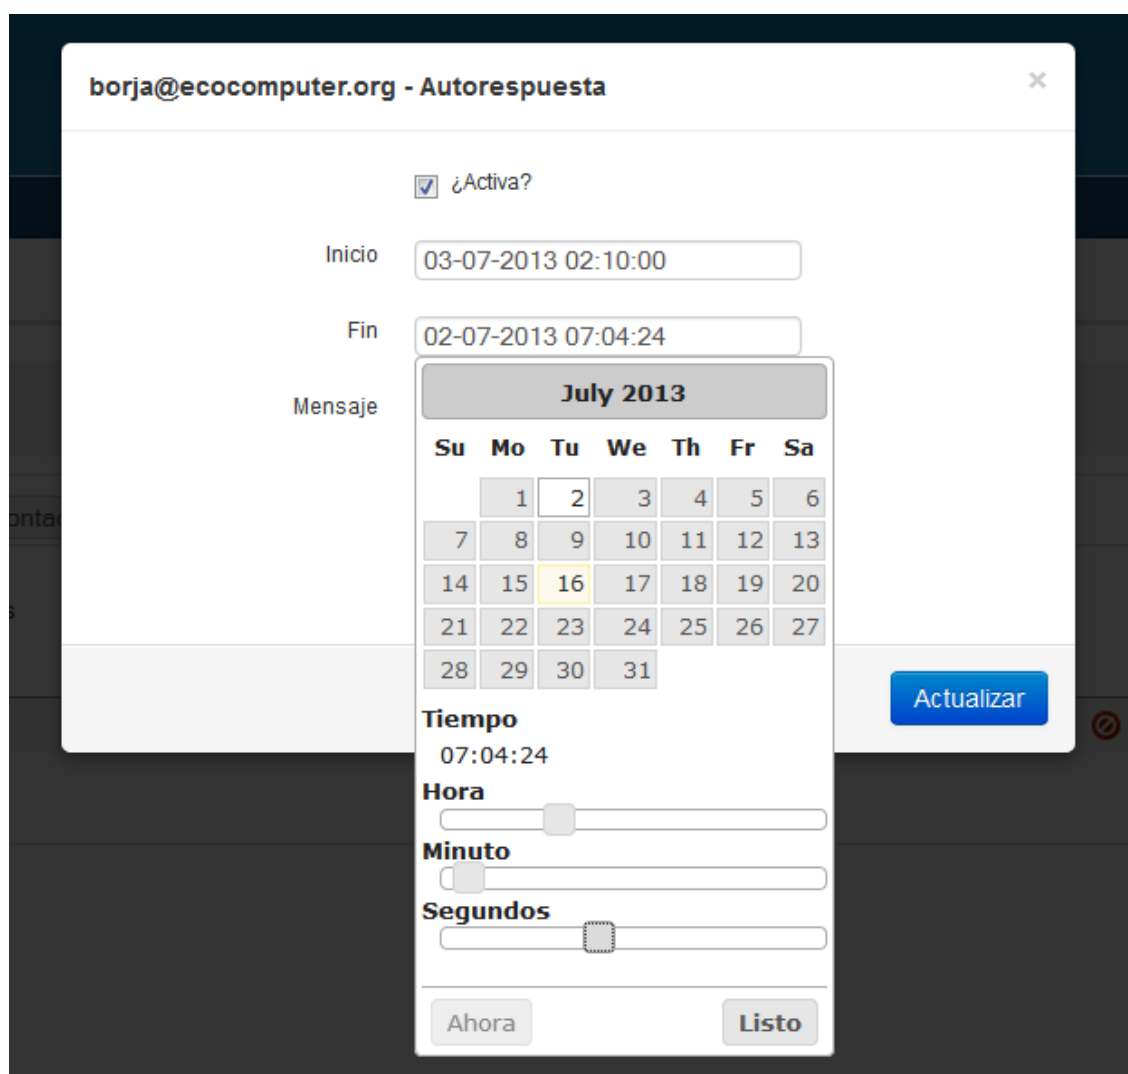 borja@ecocomputer.org - Autorespuesta ×
¿Activa?
Inicio 03-07-2013 02:10:00
Fin 02-07-2013 07:04:24
Mensaje
July 2013
Su Mo Tu We Th Fr Sa
1 2 3 4 5 6
7 8 9 10 11 12 13
14 15 16 17 18 19 20
21 22 23 24 25 26 27
28 29 30 31
Actualizar
Tiempo
07:04:24
Hora
Minuto
Segundos
Ahora Listo